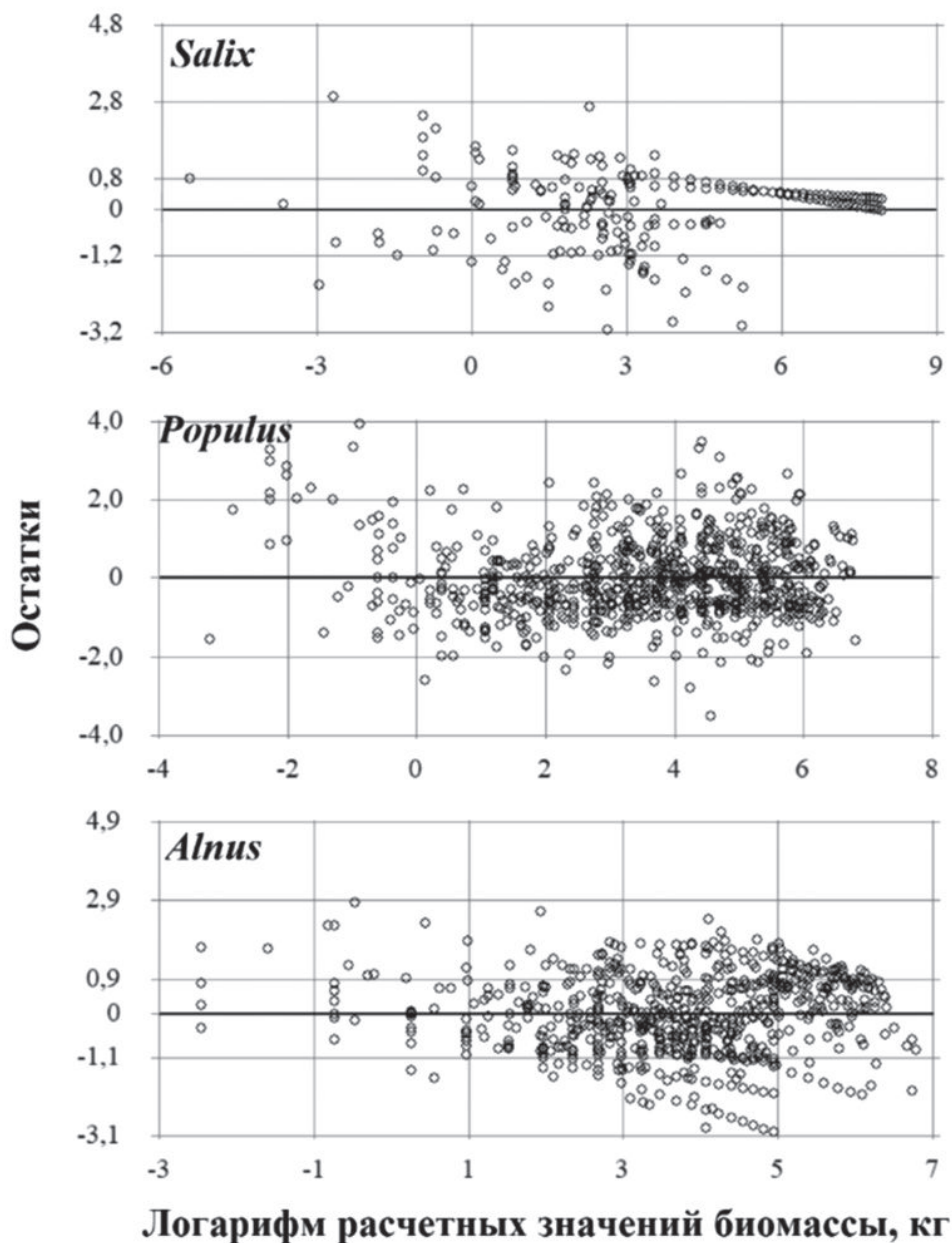 4,8
Salix
2,8
0,8
0
-1,2
-3,2
-6 -3 0 3 6 9
4,0
Populus
2,0
0
-2,0
-4,0
-4 -2 0 2 4 6 8
Остатки
4,9
Alnus
2,9
0,9
0
-1,1
-3,1
-3 -1 1 3 5 7
Логарифм расчетных значений биомассы, кг